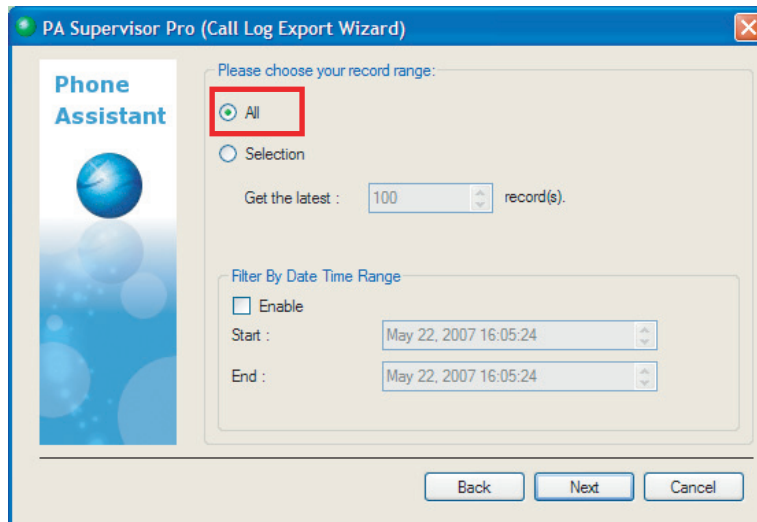 PA Supervisor Pro (Call Log Export Wizard)
Phone
Assistant
Please choose your record range:
All
Selection
Get the latest : 100 record(s).
Filter By Date Time Range
Enable
Start : May 22, 2007 16:05:24
End : May 22, 2007 16:05:24
Back Next Cancel